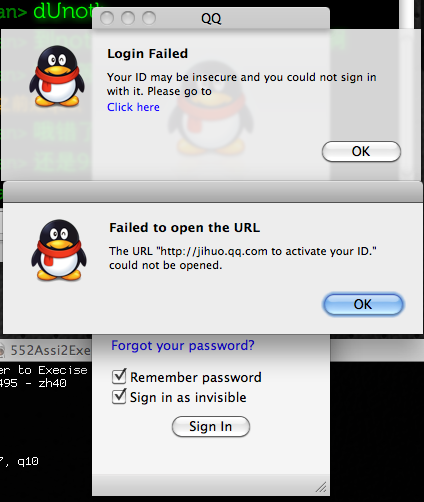 an> dUnot
QQ
Login Failed
Your ID may be insecure and you could not sign in
with it. Please go to
Click here
OK
Failed to open the URL
The URL "http://jihuo.qq.com to activate your ID."
could not be opened.
OK
Forgot your password?
552Assi2Exe
er to Execise
495 - zh40
Remember password
Sign in as invisible
Sign In
7, q10